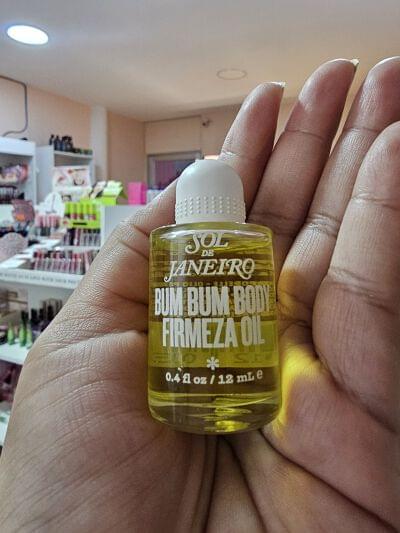 SOL
DE
JANEIRO
BUM BUM BODY
FIRMEZA OIL
0.4 fl oz / 12 mL e